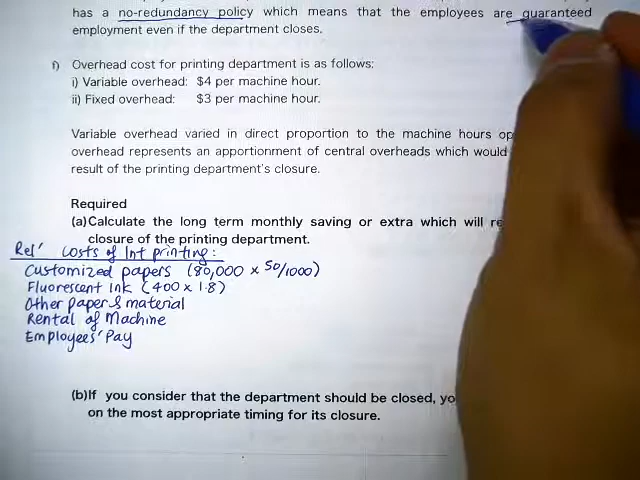 has a no-redundancy policy which means that the employees are guaranteed
employment even if the department closes.
f) Overhead cost for printing department is as follows:
i) Variable overhead: $4 per machine hour.
ii) Fixed overhead: $3 per machine hour.
Variable overhead varied in direct proportion to the machine hours op
overhead represents an apportionment of central overheads which would
result of the printing department's closure.
Required
(a)Calculate the long term monthly saving or extra which will re
closure of the printing department.
Rel' costs of Int printing:
Customized papers (80,000 x 50/1000)
Fluorescent Ink (400 x 1.8)
Other paper & material
Rental of Machine
Employees' Pay
(b)If you consider that the department should be closed, yo
on the most appropriate timing for its closure.